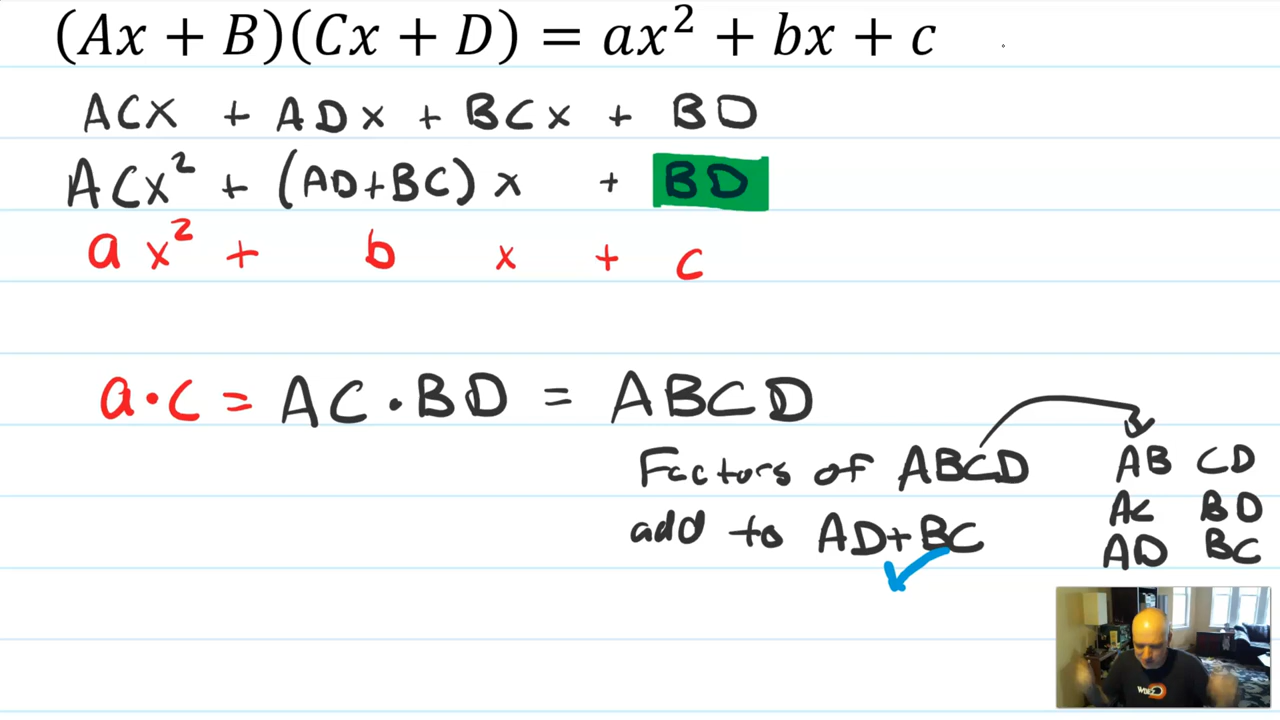 (Ax + B)(Cx + D) = ax² + bx + c
ACx + ADx + BCx + BD
ACx² + (AD+BC)x + BD
ax² + bx + c
a·c = AC·BD = ABCD
Factors of ABCD
add to AD+BC
AB CD
AC BD
AD BC